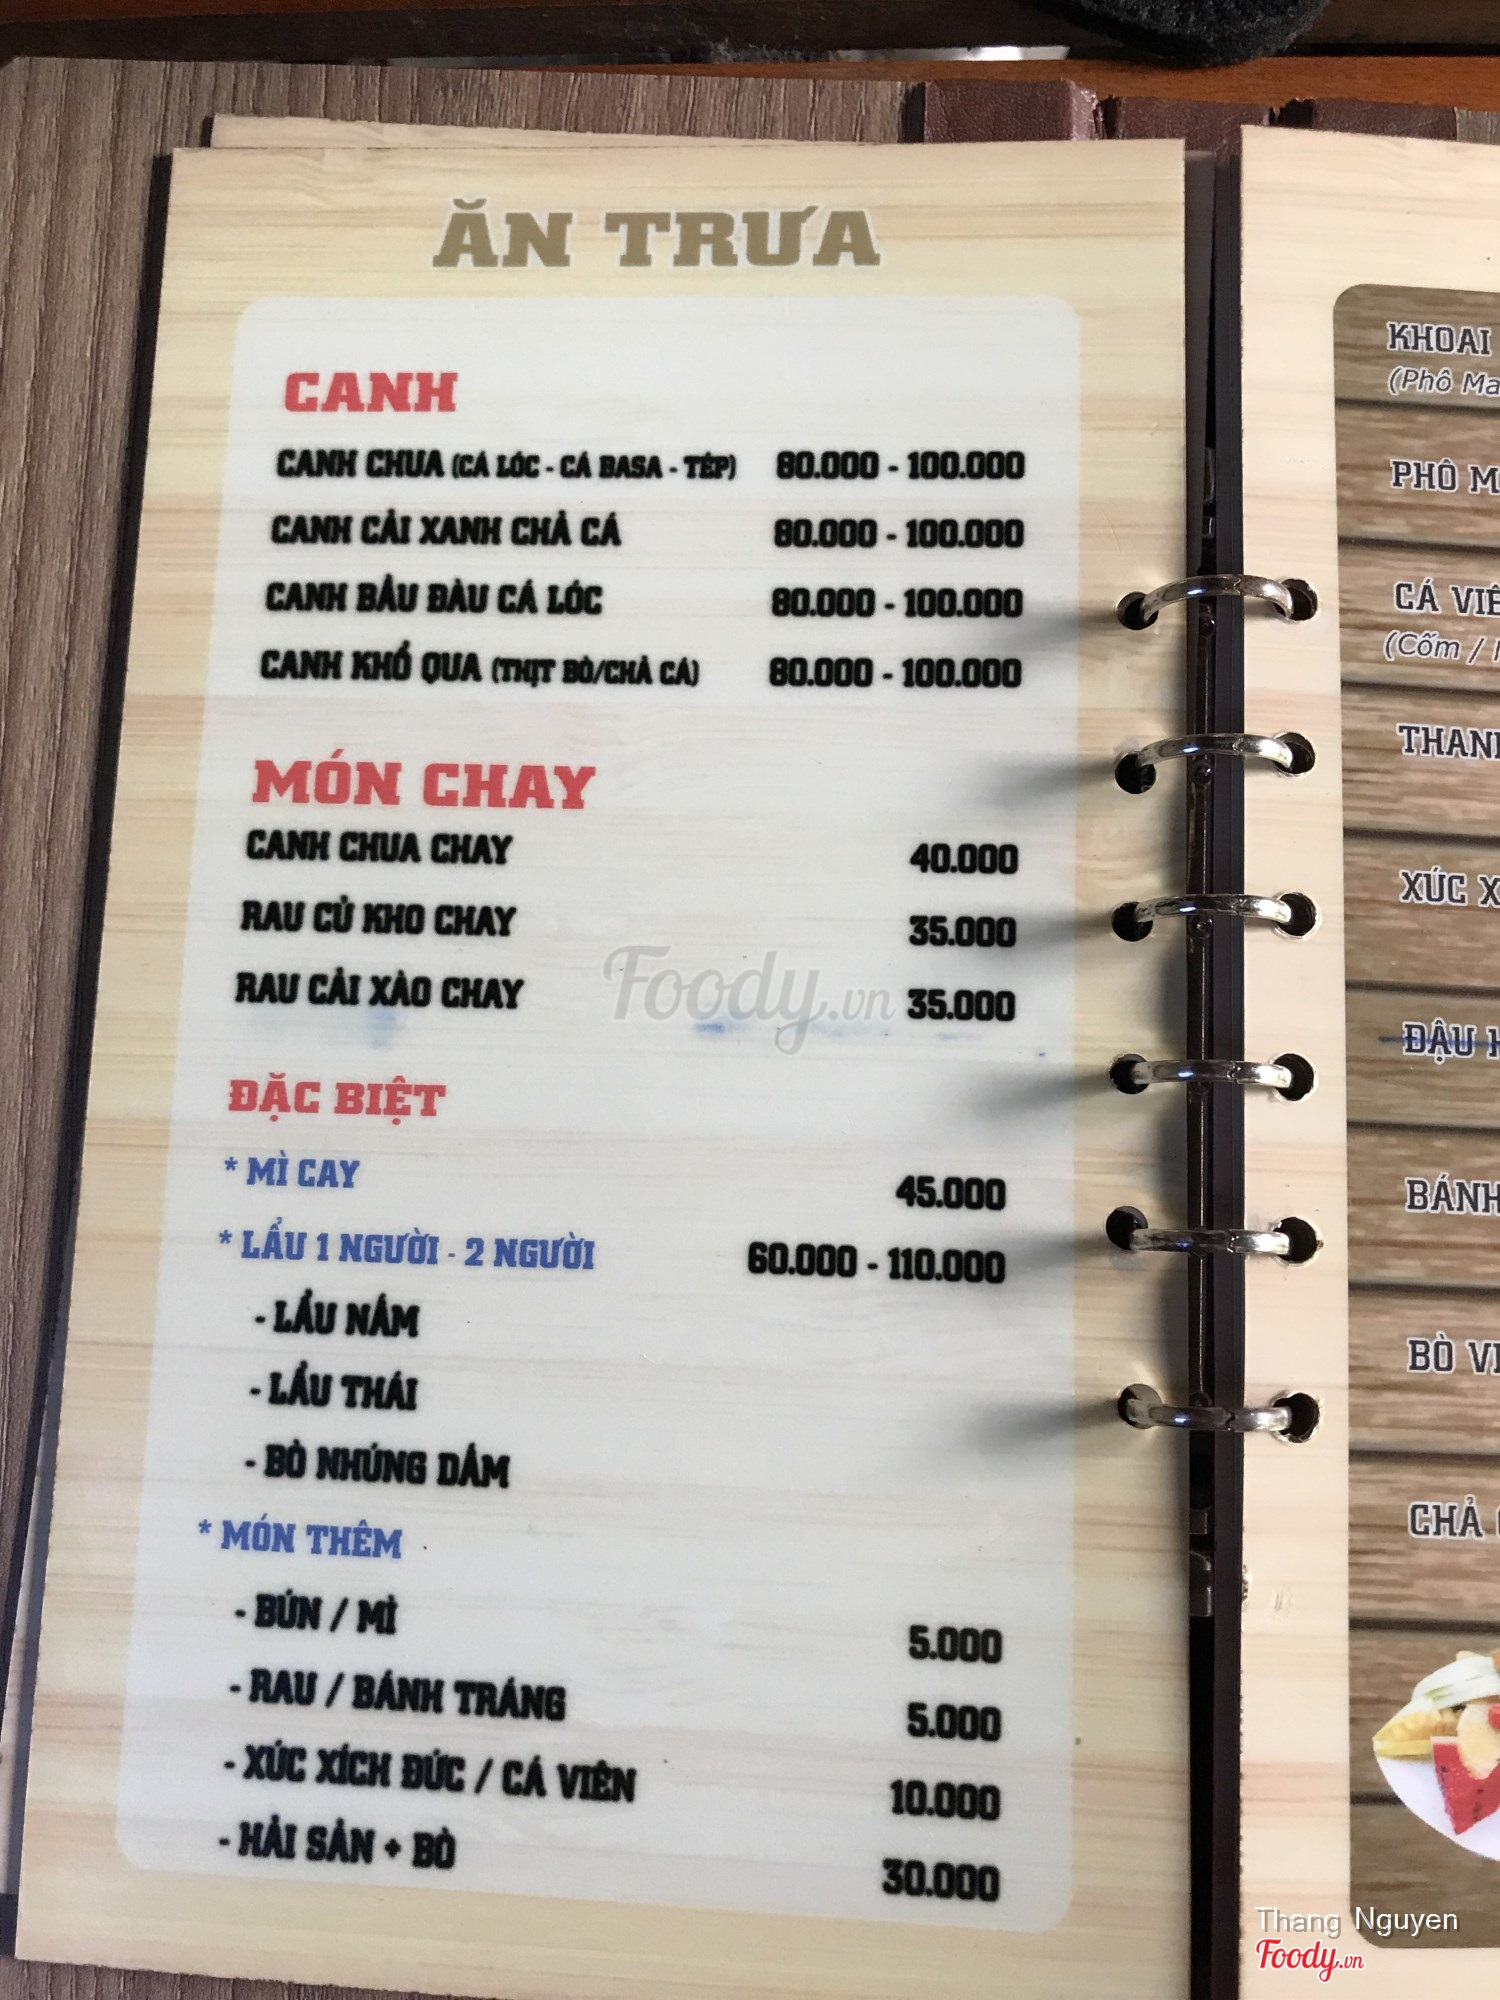 ĂN TRƯA
CANH
CANH CHUA (CÁ LÓC - CÁ BASA - TÉP) 80.000 - 100.000
CANH CẢI XANH CHẢ CÁ 80.000 - 100.000
CANH BẦU ĐÀU CÁ LÓC 80.000 - 100.000
CANH KHỔ QUA (THỊT BÒ/CHẢ CÁ) 80.000 - 100.000
MÓN CHAY
CANH CHUA CHAY 40.000
RAU CỦ KHO CHAY 35.000
RAU CẢI XÀO CHAY 35.000
ĐẶC BIỆT
* MÌ CAY 45.000
* LẨU 1 NGƯỜI - 2 NGƯỜI 60.000 - 110.000
- LẨU NẤM
- LẨU THÁI
- BÒ NHÚNG DẤM
* MÓN THÊM
- BÚN / MÌ 5.000
- RAU / BÁNH TRÁNG 5.000
- XÚC XÍCH ĐỨC / CÁ VIÊN 10.000
- HẢI SẢN + BÒ 30.000
KHOAI
(Phô Ma
PHÔ M
CÁ VIÊ
(Cốm /
THAN
XÚC X
ĐẬU
BÁNH
BÒ VI
CHẢ
Foody.vn
Thang Nguyen
Foody.vn